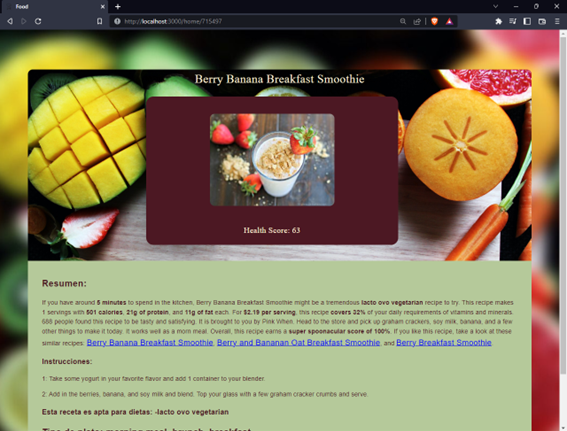 Food
http://localhost:3000/home/715497
Berry Banana Breakfast Smoothie
Health Score: 63
Resumen:
If you have around 5 minutes to spend in the kitchen, Berry Banana Breakfast Smoothie might be a tremendous lacto ovo vegetarian recipe to try. This recipe makes
1 servings with 501 calories, 21g of protein, and 11g of fat each. For $2.19 per serving, this recipe covers 32% of your daily requirements of vitamins and minerals.
688 people found this recipe to be tasty and satisfying. It is brought to you by Pink When. Head to the store and pick up graham crackers, soy milk, banana, and a few
other things to make it today. It works well as a morn meal. Overall, this recipe earns a super spoonacular score of 100%. If you like this recipe, take a look at these
similar recipes: Berry Banana Breakfast Smoothie, Berry and Bananan Oat Breakfast Smoothie, and Berry Breakfast Smoothie.
Instrucciones:
1: Take some yogurt in your favorite flavor and add 1 container to your blender.
2: Add in the berries, banana, and soy milk and blend. Top your glass with a few graham cracker crumbs and serve.
Esta receta es apta para dietas: -lacto ovo vegetarian